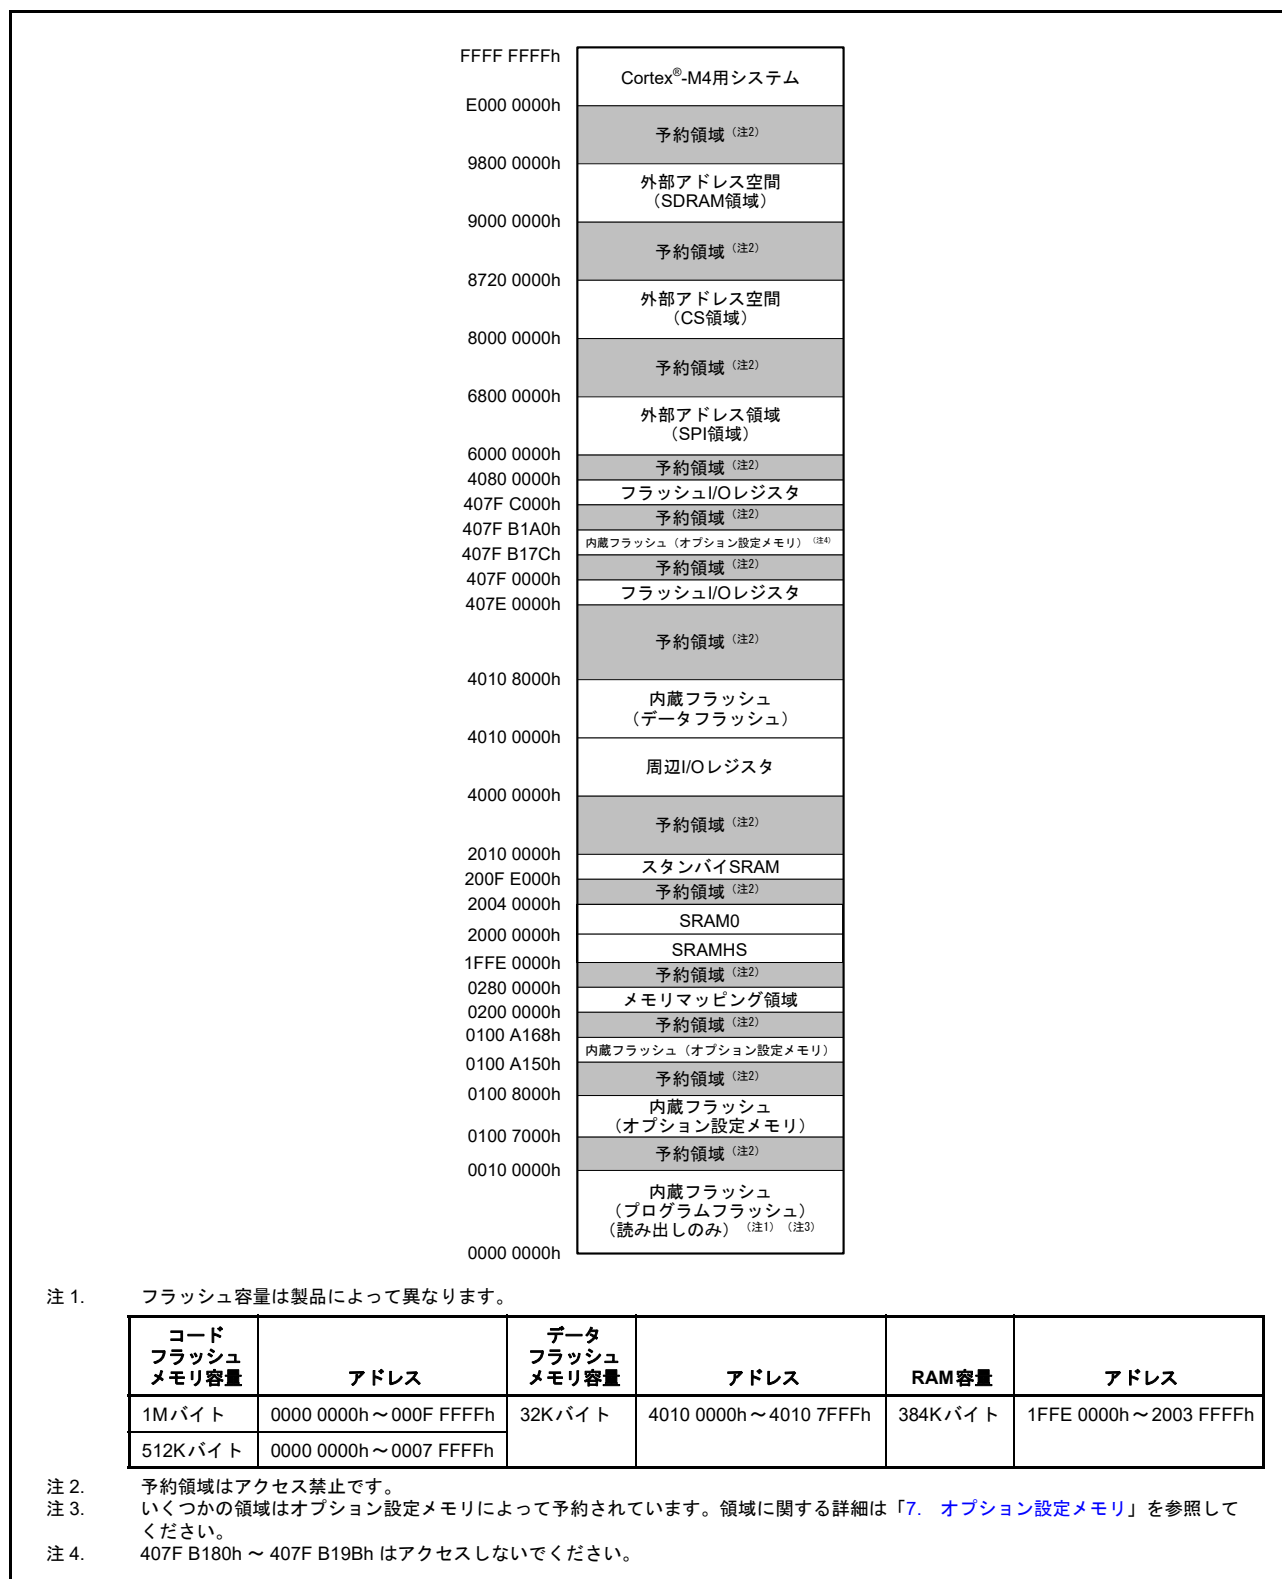 FFFF FFFFh
Cortex®-M4用システム
E000 0000h
予約領域（注2）
9800 0000h
外部アドレス空間
（SDRAM領域）
9000 0000h
予約領域（注2）
8720 0000h
外部アドレス空間
（CS領域）
8000 0000h
予約領域（注2）
6800 0000h
外部アドレス領域
（SPI領域）
6000 0000h
予約領域（注2）
4080 0000h
フラッシュI/Oレジスタ
407F C000h
予約領域（注2）
407F B1A0h
内蔵フラッシュ（オプション設定メモリ）（注4）
407F B17Ch
予約領域（注2）
407F 0000h
フラッシュI/Oレジスタ
407E 0000h
予約領域（注2）
4010 8000h
内蔵フラッシュ
（データフラッシュ）
4010 0000h
周辺I/Oレジスタ
4000 0000h
予約領域（注2）
2010 0000h
スタンバイSRAM
200F E000h
予約領域（注2）
2004 0000h
SRAM0
2000 0000h
SRAMHS
1FFE 0000h
予約領域（注2）
0280 0000h
メモリマッピング領域
0200 0000h
予約領域（注2）
0100 A168h
内蔵フラッシュ（オプション設定メモリ）
0100 A150h
予約領域（注2）
0100 8000h
内蔵フラッシュ
（オプション設定メモリ）
0100 7000h
予約領域（注2）
0010 0000h
内蔵フラッシュ
（プログラムフラッシュ）
（読み出しのみ）（注1）（注3）
0000 0000h
注 1. フラッシュ容量は製品によって異なります。
コード
フラッシュ
メモリ容量
アドレス
データ
フラッシュ
メモリ容量
アドレス
RAM容量
アドレス
1Mバイト 0000 0000h～000F FFFFh 32Kバイト 4010 0000h～4010 7FFFh 384Kバイト 1FFE 0000h～2003 FFFFh
512Kバイト 0000 0000h～0007 FFFFh
注 2. 予約領域はアクセス禁止です。
注 3. いくつかの領域はオプション設定メモリによって予約されています。領域に関する詳細は「7. オプション設定メモリ」を参照して
ください。
注 4. 407F B180h ～ 407F B19Bh はアクセスしないでください。